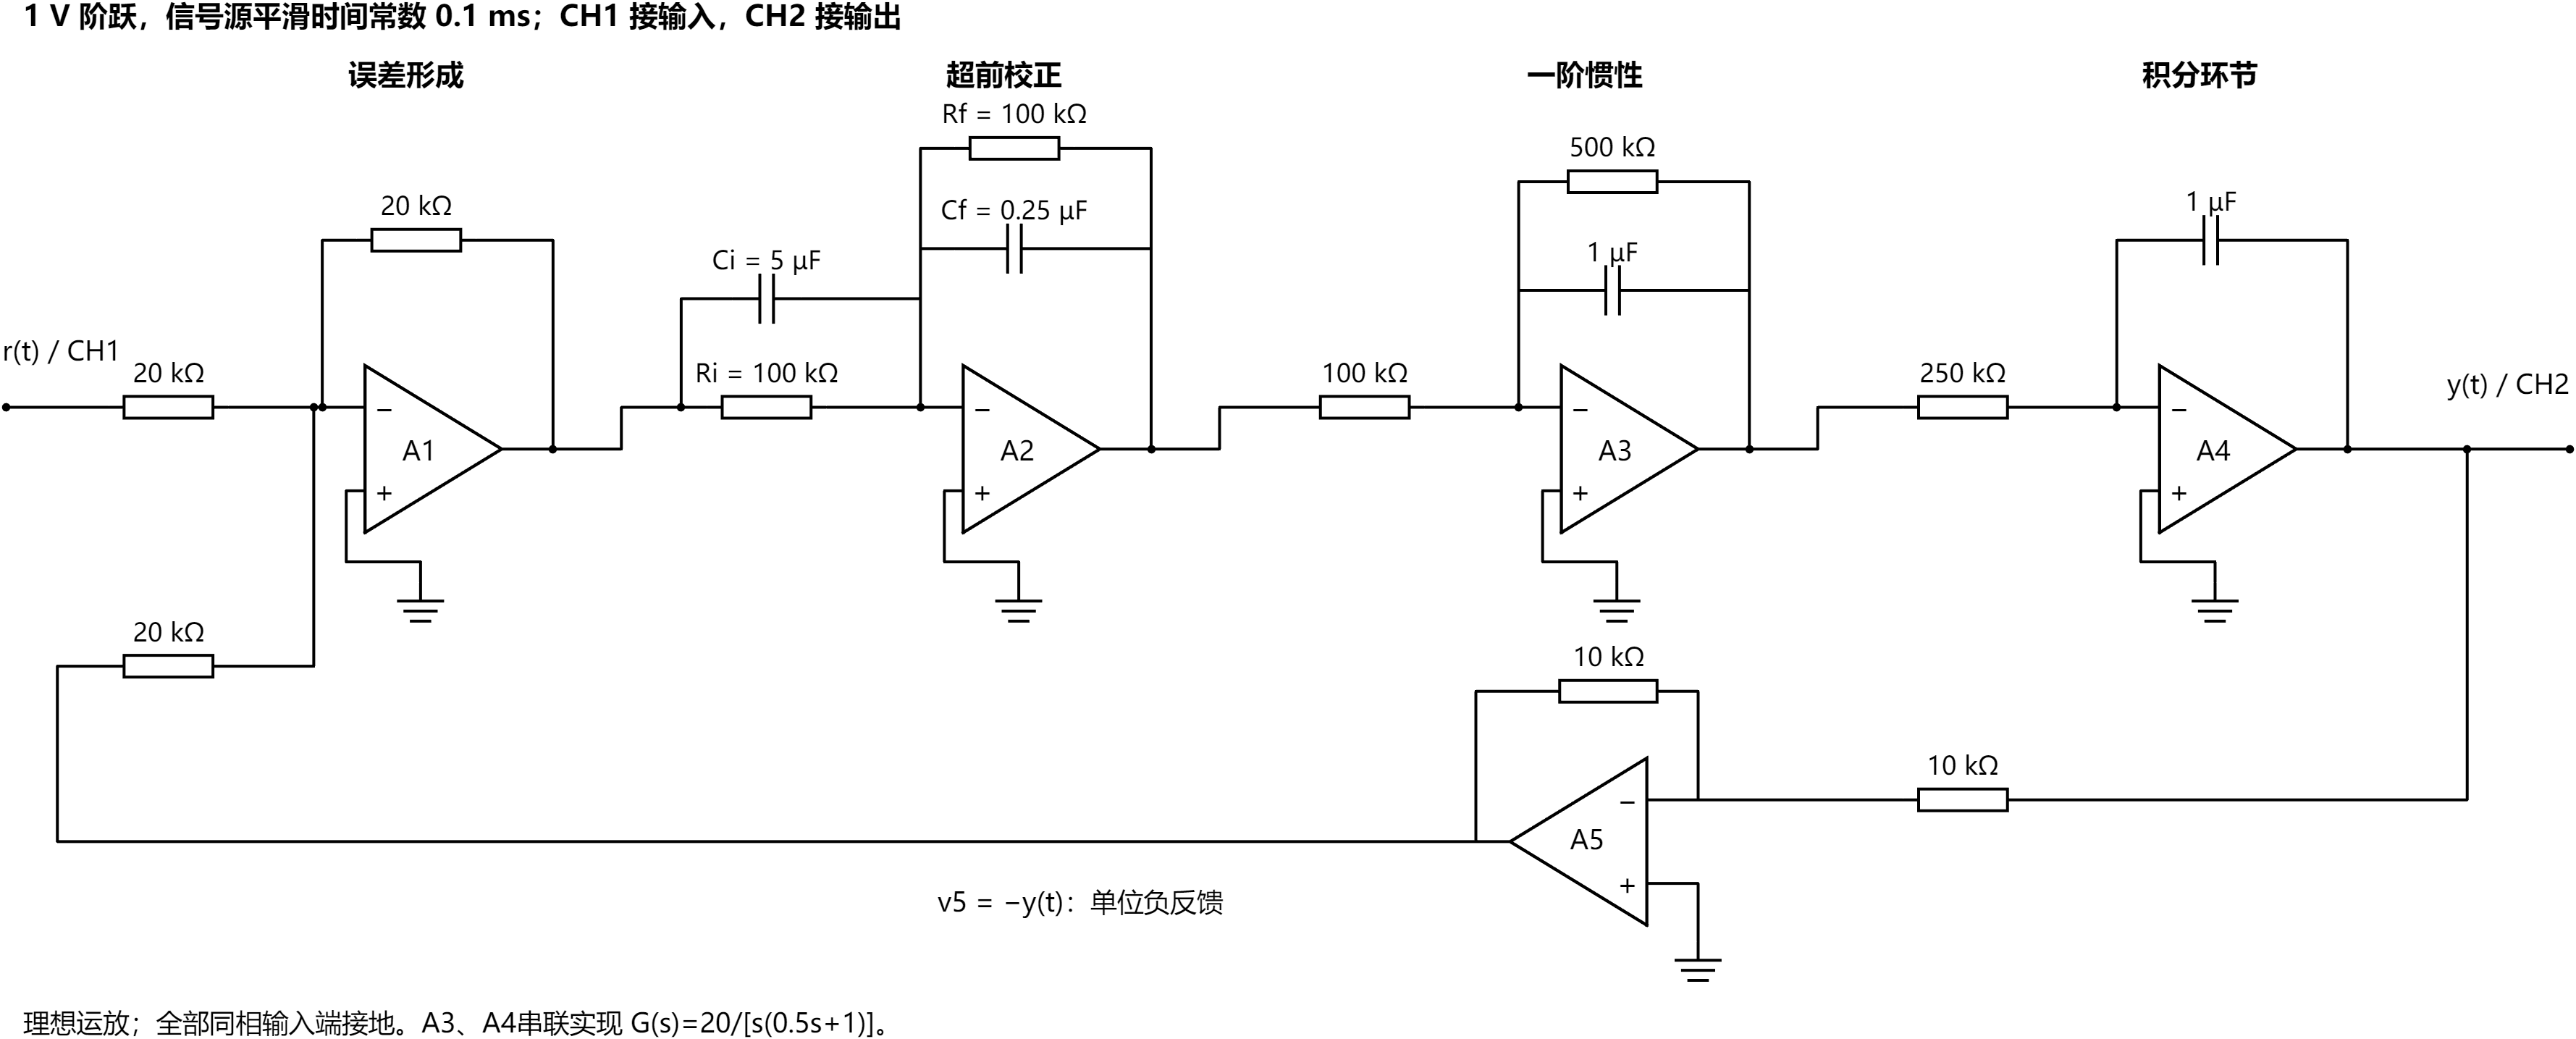 1 V 阶跃，信号源平滑时间常数 0.1 ms；CH1 接输入，CH2 接输出
误差形成
超前校正
一阶惯性
积分环节
Rf = 100 kΩ
500 kΩ
20 kΩ
Cf = 0.25 μF
1 μF
Ci = 5 μF
1 μF
r(t) / CH1
20 kΩ
Ri = 100 kΩ
100 kΩ
250 kΩ
y(t) / CH2
−
−
−
−
A1
A2
A3
A4
+
+
+
+
20 kΩ
10 kΩ
10 kΩ
−
A5
+
v5 = −y(t)：单位负反馈
理想运放；全部同相输入端接地。A3、A4串联实现 G(s)=20/[s(0.5s+1)]。